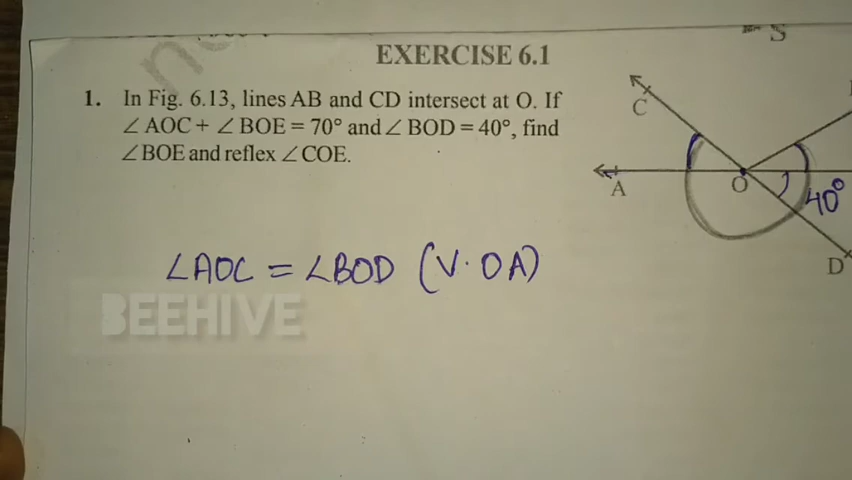 S
EXERCISE 6.1
1. In Fig. 6.13, lines AB and CD intersect at O. If
∠ AOC + ∠ BOE = 70° and ∠ BOD = 40°, find
∠ BOE and reflex ∠ COE.
C
A
O
40°
D
∠AOC = ∠BOD (V. OA)
BEEHIVE